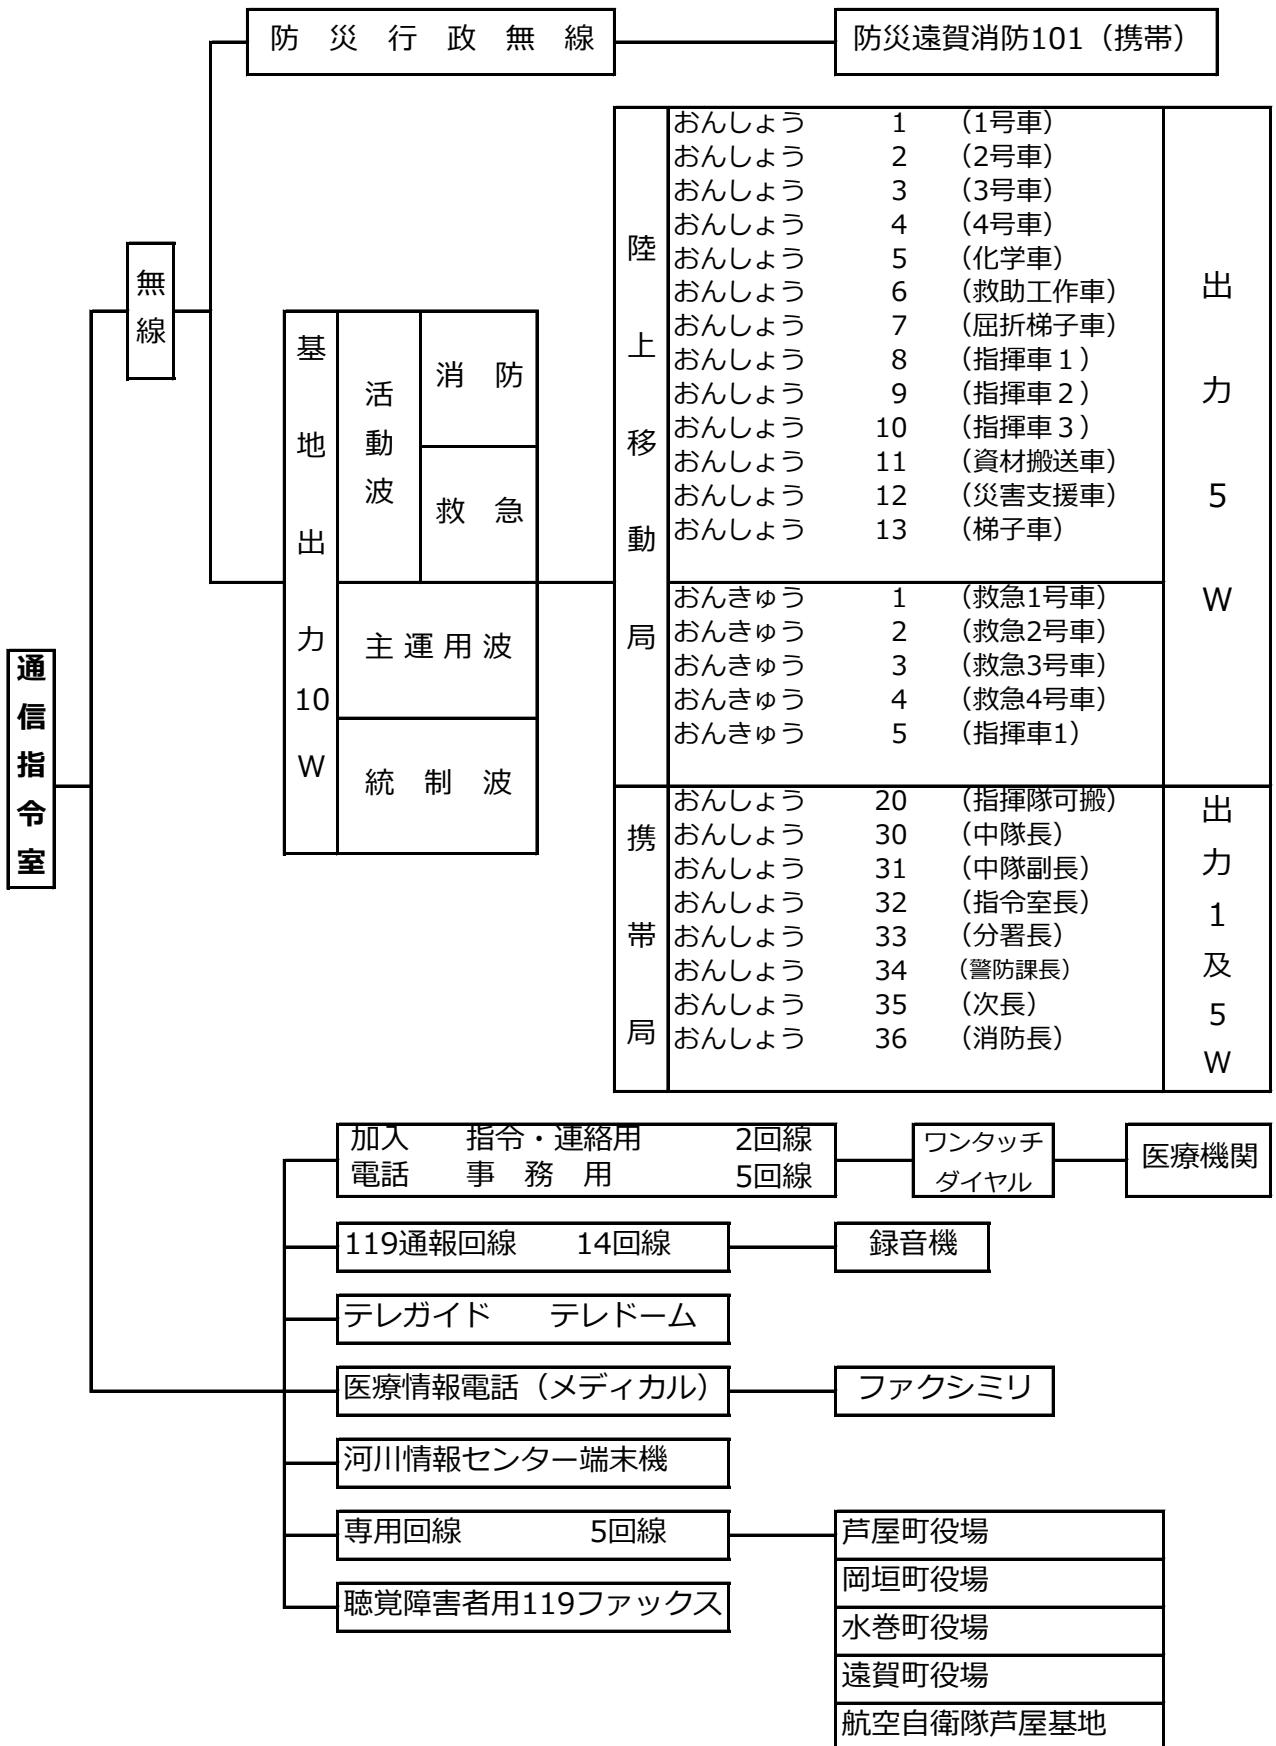 防災行政無線
防災遠賀消防101（携帯）
通信指令室
無線
基地出力10W
活動波
消防
救急
主運用波
統制波
陸上移動局
おんしょう 1 （1号車）
おんしょう 2 （2号車）
おんしょう 3 （3号車）
おんしょう 4 （4号車）
おんしょう 5 （化学車）
おんしょう 6 （救助工作車）
おんしょう 7 （屈折梯子車）
おんしょう 8 （指揮車１）
おんしょう 9 （指揮車２）
おんしょう 10 （指揮車３）
おんしょう 11 （資材搬送車）
おんしょう 12 （災害支援車）
おんしょう 13 （梯子車）
おんきゅう 1 （救急1号車）
おんきゅう 2 （救急2号車）
おんきゅう 3 （救急3号車）
おんきゅう 4 （救急4号車）
おんきゅう 5 （指揮車1）
出力5W
携帯局
おんしょう 20 （指揮隊可搬）
おんしょう 30 （中隊長）
おんしょう 31 （中隊副長）
おんしょう 32 （指令室長）
おんしょう 33 （分署長）
おんしょう 34 （警防課長）
おんしょう 35 （次長）
おんしょう 36 （消防長）
出力1及5W
加入 指令・連絡用 2回線
電話 事務用 5回線
ワンタッチ
ダイヤル
医療機関
119通報回線 14回線
録音機
テレガイド テレドーム
医療情報電話（メディカル）
ファクシミリ
河川情報センター端末機
専用回線 5回線
芦屋町役場
岡垣町役場
水巻町役場
遠賀町役場
航空自衛隊芦屋基地
聴覚障害者用119ファックス